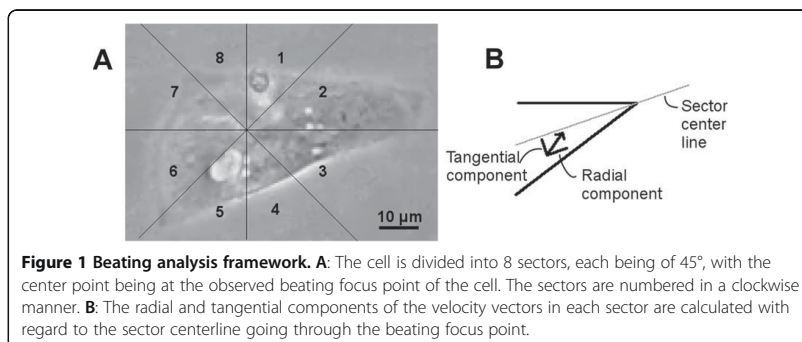 A
8 1
7 2
6 3
5 4
10 µm
B
Sector
center
line
Tangential
component
Radial
component
Figure 1 Beating analysis framework. A: The cell is divided into 8 sectors, each being of 45°, with the
center point being at the observed beating focus point of the cell. The sectors are numbered in a clockwise
manner. B: The radial and tangential components of the velocity vectors in each sector are calculated with
regard to the sector centerline going through the beating focus point.